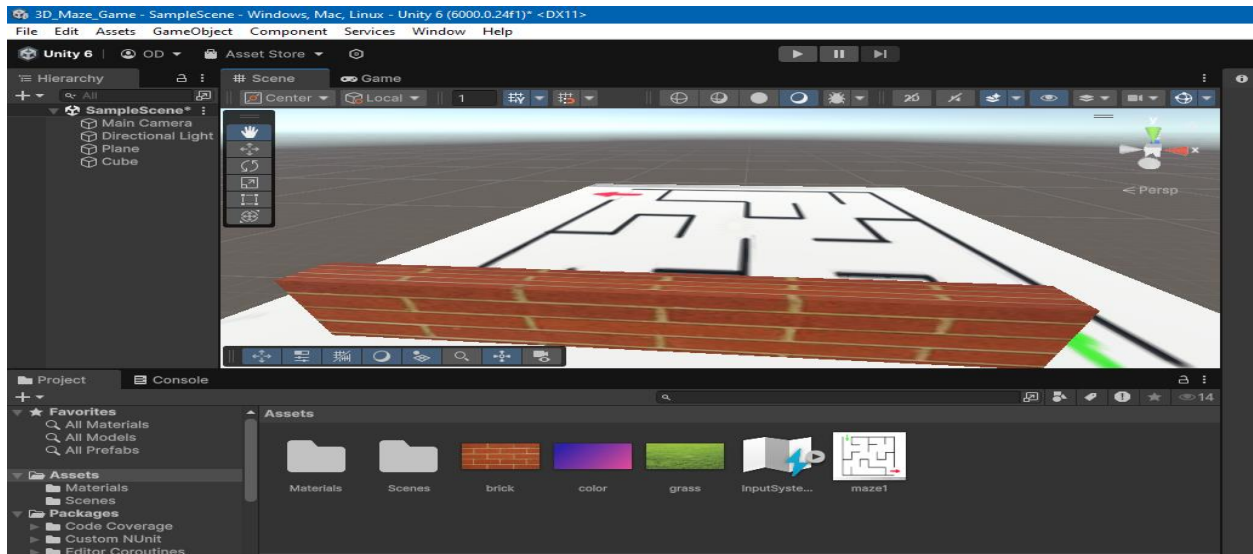 3D_Maze_Game - SampleScene - Windows, Mac, Linux - Unity 6 (6000.0.24f1)* <DX11>
File Edit Assets GameObject Component Services Window Help
Unity 6 OD Asset Store
Hierarchy Scene Game
All Center Local 1 2D
SampleScene*
Main Camera
Directional Light
Plane
Cube
y
x
Persp
Project Console
14
Favorites
All Materials
All Models
All Prefabs
Assets
Materials
Scenes
Packages
Code Coverage
Custom NUnit
Editor Coroutines
Assets
Materials Scenes brick color grass InputSyste... maze1